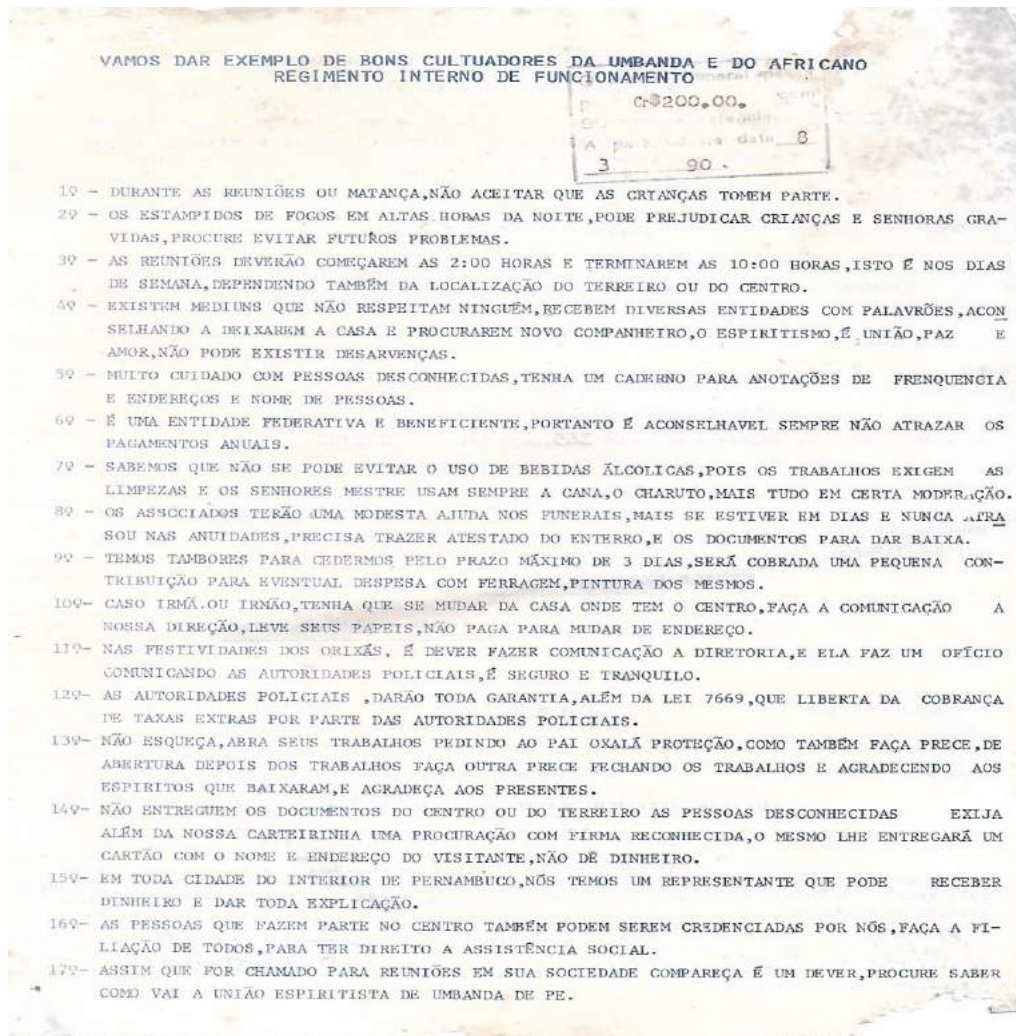 VAMOS DAR EXEMPLO DE BONS CULTUADORES DA UMBANDA E DO AFRICANO
REGIMENTO INTERNO DE FUNCIONAMENTO
Cr$200,00.
data 8
3 90.
1º - DURANTE AS REUNIÕES OU MATANÇA,NÃO ACEITAR QUE AS CRIANÇAS TOMEM PARTE.
2º - OS ESTAMPIDOS DE FOGOS EM ALTAS HORAS DA NOITE,PODE PREJUDICAR CRIANÇAS E SENHORAS GRA-
VIDAS,PROCURE EVITAR FUTUROS PROBLEMAS.
3º - AS REUNIÕES DEVERÃO COMEÇAREM AS 2:00 HORAS E TERMINAREM AS 10:00 HORAS,ISTO É NOS DIAS
DE SEMANA,DEPENDENDO TAMBÉM DA LOCALIZAÇÃO DO TERREIRO OU DO CENTRO.
4º - EXISTEM MEDIUNS QUE NÃO RESPEITAM NINGUÉM,RECEBEM DIVERSAS ENTIDADES COM PALAVRÕES,ACON
SELHANDO A DEIXAREM A CASA E PROCURAREM NOVO COMPANHEIRO,O ESPIRITISMO,É UNIÃO,PAZ E
AMOR,NÃO PODE EXISTIR DESARVENÇAS.
5º - MUITO CUIDADO COM PESSOAS DESCONHECIDAS,TENHA UM CADERNO PARA ANOTAÇÕES DE FRENQUENCIA
E ENDEREÇOS E NOME DE PESSOAS.
6º - É UMA ENTIDADE FEDERATIVA E BENEFICIENTE,PORTANTO É ACONSELHAVEL SEMPRE NÃO ATRAZAR OS
PAGAMENTOS ANUAIS.
7º - SABEMOS QUE NÃO SE PODE EVITAR O USO DE BEBIDAS ÁLCOLICAS,POIS OS TRABALHOS EXIGEM AS
LIMPEZAS E OS SENHORES MESTRE USAM SEMPRE A CANA,O CHARUTO,MAIS TUDO EM CERTA MODERAÇÃO.
8º - OS ASSOCIADOS TERÃO UMA MODESTA AJUDA NOS FUNERAIS,MAIS SE ESTIVER EM DIAS E NUNCA ATRA
SOU NAS ANUIDADES,PRECISA TRAZER ATESTADO DO ENTERRO,E OS DOCUMENTOS PARA DAR BAIXA.
9º - TEMOS TAMBORES PARA CEDERMOS PELO PRAZO MÁXIMO DE 3 DIAS,SERÁ COBRADA UMA PEQUENA CON-
TRIBUIÇÃO PARA EVENTUAL DESPESA COM FERRAGEM,PINTURA DOS MESMOS.
10º- CASO IRMÃ.OU IRMÃO,TENHA QUE SE MUDAR DA CASA ONDE TEM O CENTRO,FAÇA A COMUNICAÇÃO A
NOSSA DIREÇÃO,LEVE SEUS PAPEIS,NÃO PAGA PARA MUDAR DE ENDEREÇO.
11º- NAS FESTIVIDADES DOS ORIXÁS, É DEVER FAZER COMUNICAÇÃO A DIRETORIA,E ELA FAZ UM OFÍCIO
COMUNICANDO AS AUTORIDADES POLICIAIS,É SEGURO E TRANQUILO.
12º- AS AUTORIDADES POLICIAIS ,DARÃO TODA GARANTIA,ALÉM DA LEI 7669,QUE LIBERTA DA COBRANÇA
DE TAXAS EXTRAS POR PARTE DAS AUTORIDADES POLICIAIS.
13º- NÃO ESQUEÇA,ABRA SEUS TRABALHOS PEDINDO AO PAI OXALÁ PROTEÇÃO,COMO TAMBÉM FAÇA PRECE,DE
ABERTURA DEPOIS DOS TRABALHOS FAÇA OUTRA PRECE FECHANDO OS TRABALHOS E AGRADECENDO AOS
ESPIRITOS QUE BAIXARAM,E AGRADEÇA AOS PRESENTES.
14º- NÃO ENTREGUEM OS DOCUMENTOS DO CENTRO OU DO TERREIRO AS PESSOAS DESCONHECIDAS EXIJA
ALÉM DA NOSSA CARTEIRINHA UMA PROCURAÇÃO COM FIRMA RECONHECIDA,O MESMO LHE ENTREGARÁ UM
CARTÃO COM O NOME E ENDEREÇO DO VISITANTE,NÃO DÊ DINHEIRO.
15º- EM TODA CIDADE DO INTERIOR DE PERNAMBUCO,NÓS TEMOS UM REPRESENTANTE QUE PODE RECEBER
DINHEIRO E DAR TODA EXPLICAÇÃO.
16º- AS PESSOAS QUE FAZEM PARTE NO CENTRO TAMBÉM PODEM SEREM CREDENCIADAS POR NÓS,FAÇA A FI-
LIAÇÃO DE TODOS,PARA TER DIREITO A ASSISTÊNCIA SOCIAL.
17º- ASSIM QUE FOR CHAMADO PARA REUNIÕES EM SUA SOCIEDADE COMPAREÇA É UM DEVER,PROCURE SABER
COMO VAI A UNIÃO ESPIRITISTA DE UMBANDA DE PE.